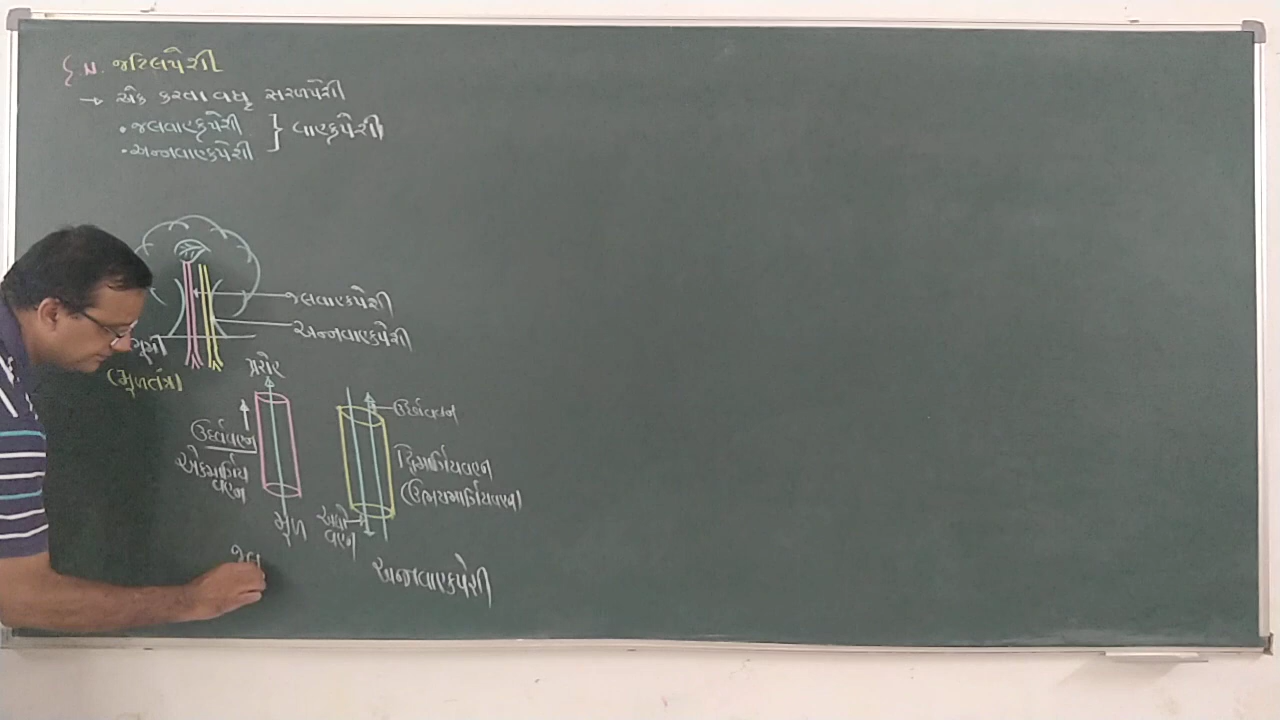 N. જટિલપેશી
→ એક કરતા વધુ સરળપેશી
• જલવાહકપેશી } વાહકપેશી
• અન્નવાહકપેશી
જલવાહકપેશી
અન્નવાહકપેશી
ભૂમી
(મૂળતંત્ર)
પ્રરોહ
ઉર્ધ્વવહન
ઉર્ધ્વવહન
એકમાર્ગિય
વહન
દ્વિમાર્ગિયવહન
(ઉભયમાર્ગિયવહન)
મૂળ
અધો
વહન
જલ
અન્નવાહકપેશી